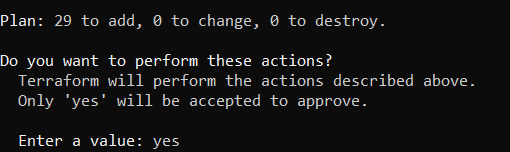 Plan: 29 to add, 0 to change, 0 to destroy.
Do you want to perform these actions?
Terraform will perform the actions described above.
Only 'yes' will be accepted to approve.
Enter a value: yes